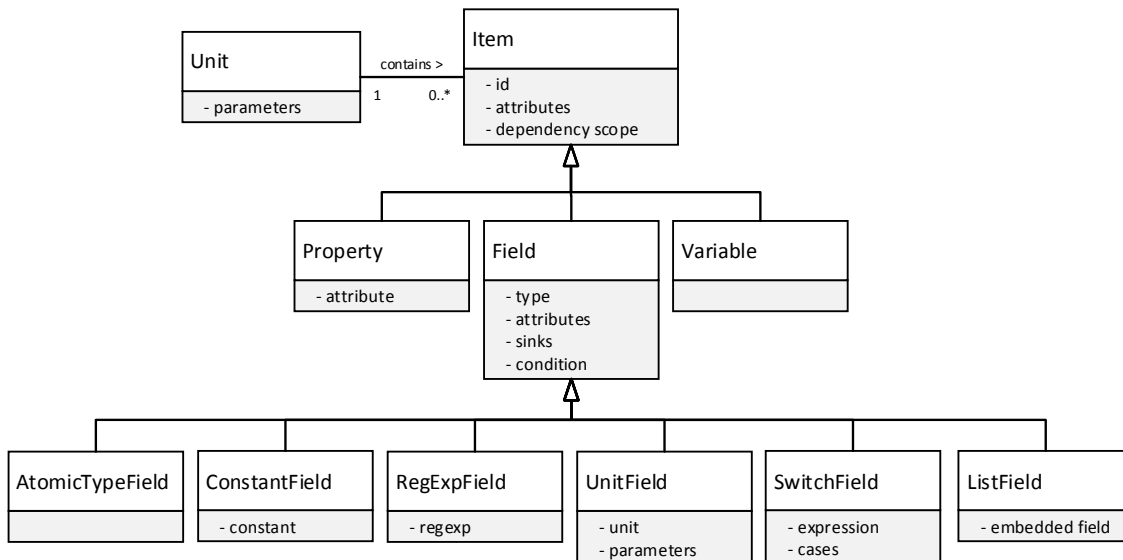 Unit
- parameters
contains >
1
0..*
Item
- id
- attributes
- dependency scope
Property
- attribute
Field
- type
- attributes
- sinks
- condition
Variable
AtomicTypeField
ConstantField
- constant
RegExpField
- regexp
UnitField
- unit
- parameters
SwitchField
- expression
- cases
ListField
- embedded field